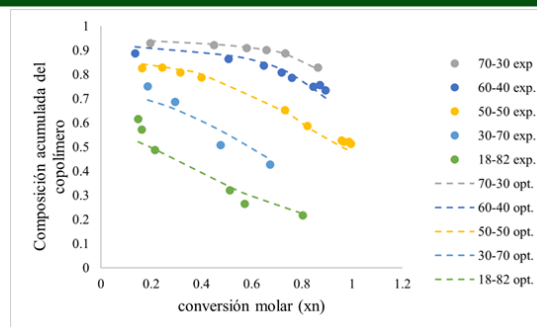 1
0.9
0.8
0.7
0.6
0.5
0.4
0.3
0.2
0.1
0
0
0.2
0.4
0.6
0.8
1
1.2
Composición acumulada del
copolímero
conversión molar (xn)
70-30 exp
60-40 exp.
50-50 exp.
30-70 exp.
18-82 exp.
70-30 opt.
60-40 opt.
50-50 opt.
30-70 opt.
18-82 opt.